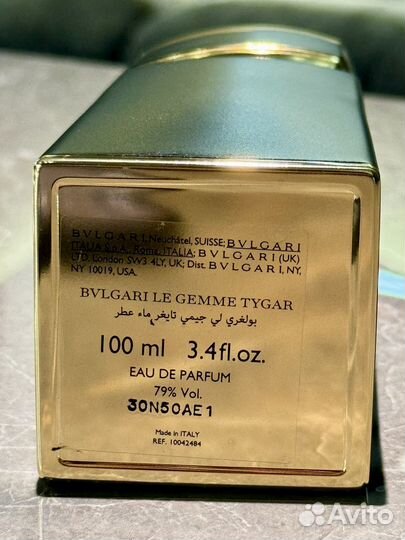 BVLGARI, Neuchâtel, SUISSE; BVLGARI
ITALIA S.p.A., Roma, ITALIA; BVLGARI (UK)
LTD, London SW3 4LY, UK; Dist. BVLGARI, NY,
NY 10019, USA.
BVLGARI LE GEMME TYGAR
بولغري لي جيمي تايغر ماء عطر
100 ml 3.4fl.oz.
EAU DE PARFUM
79% Vol.
30N50AE1
Made in ITALY
REF. 10042484
Avito